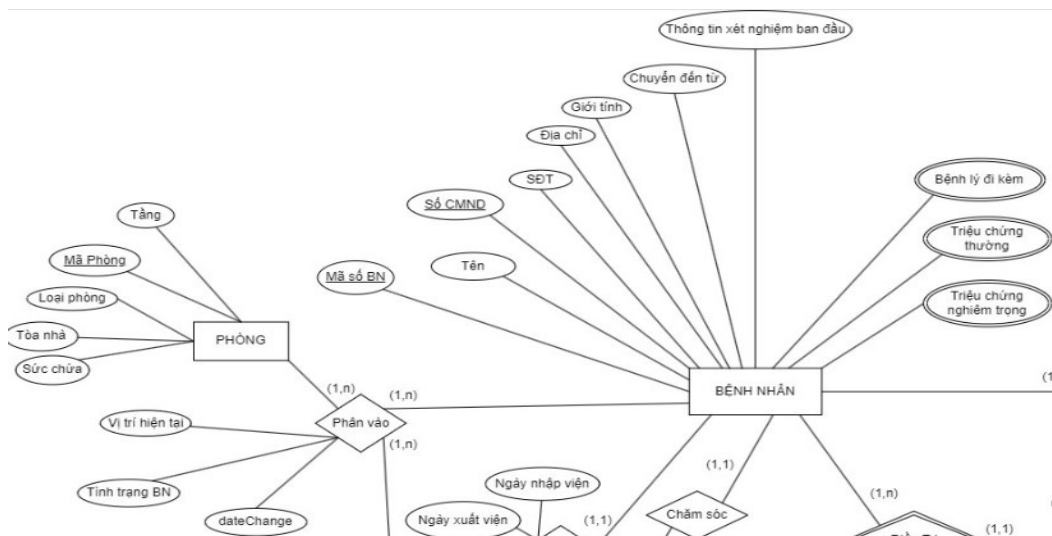 Thông tin xét nghiệm ban đầu
Chuyển đến từ
Giới tính
Địa chỉ
SĐT
Số CMND
Tên
Mã số BN
Bệnh lý đi kèm
Triệu chứng
thường
Triệu chứng
nghiêm trọng
Tầng
Mã Phòng
Loại phòng
Tòa nhà
Sức chứa
PHÒNG
BỆNH NHÂN
(1,n)
(1,n)
(1,n)
Phân vào
Vị trí hiện tại
Tình trạng BN
dateChange
Ngày nhập viện
Ngày xuất viện
(1,1)
(1,1)
Chăm sóc
(1,n)
(1,1)